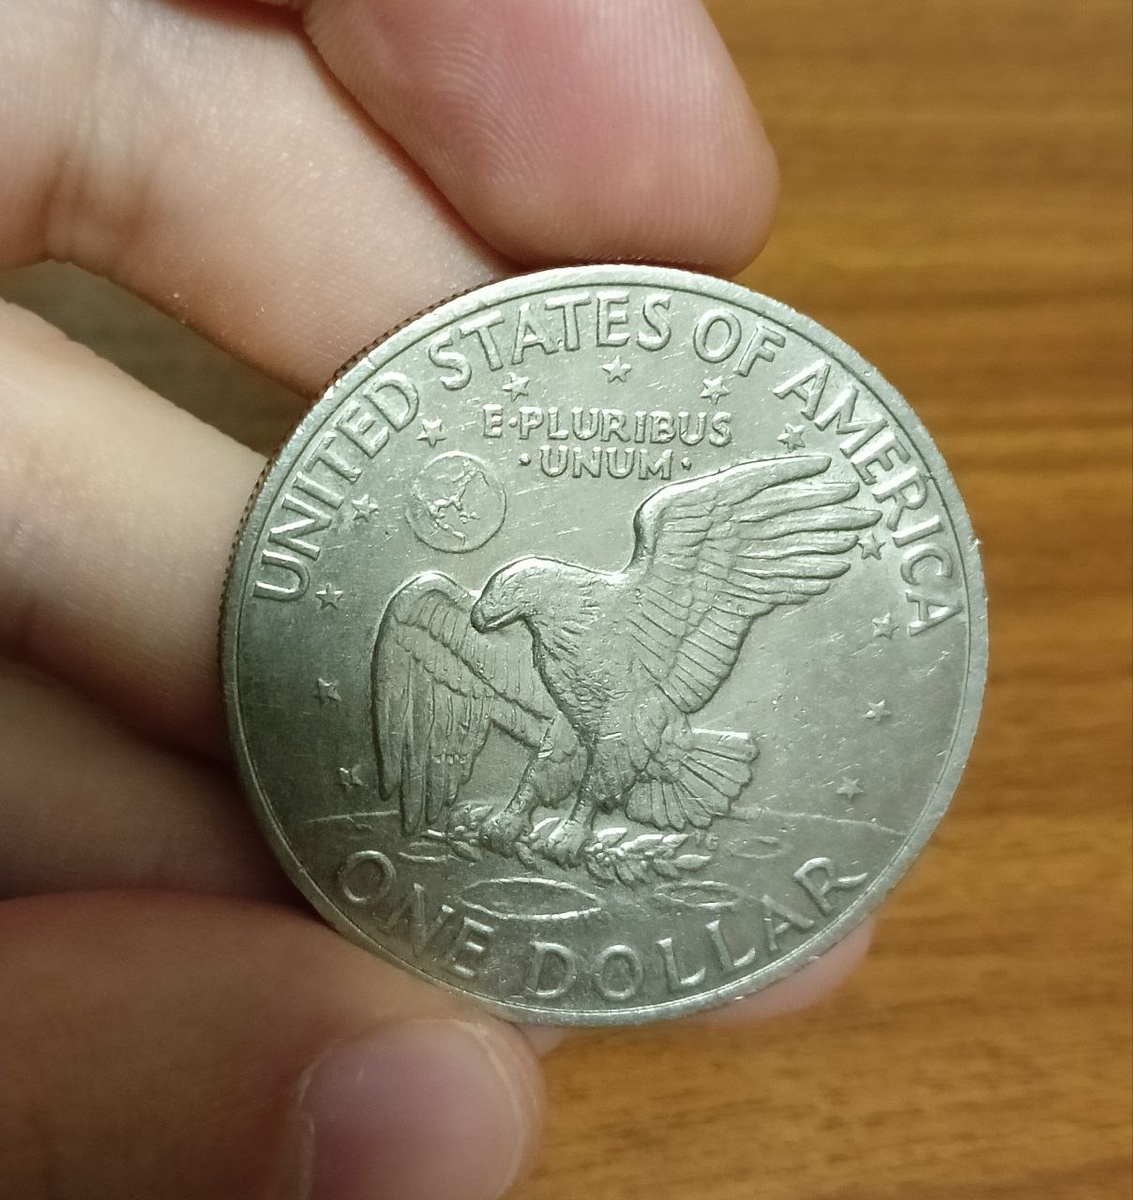 UNITED STATES OF AMERICA
E·PLURIBUS
·UNUM·
ONE DOLLAR